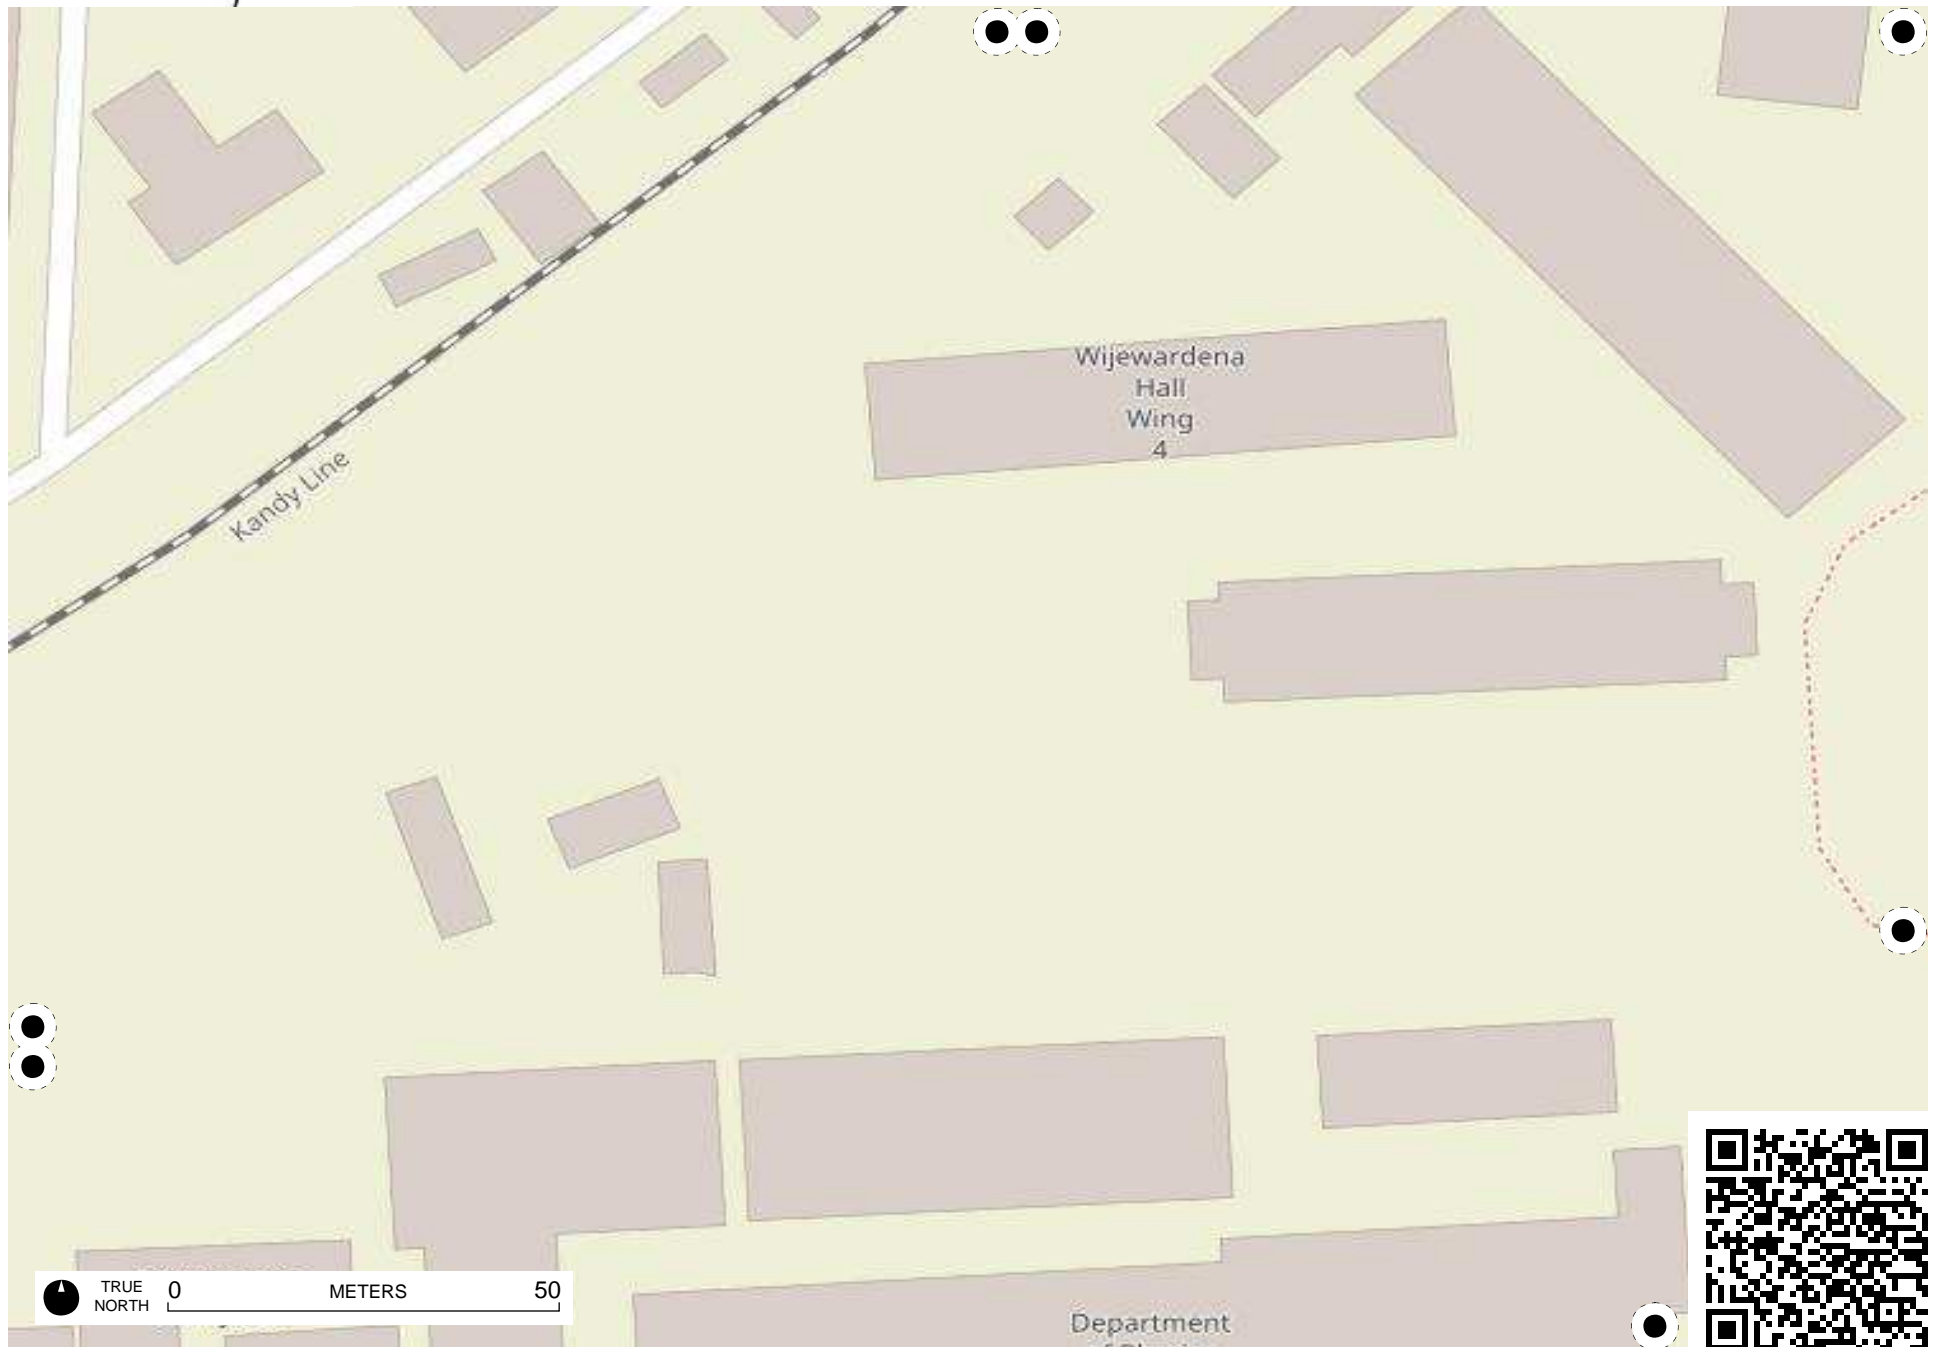 Wijewardena
Hall
Wing
4
Kandy Line
TRUE
NORTH
0
METERS
50
Department